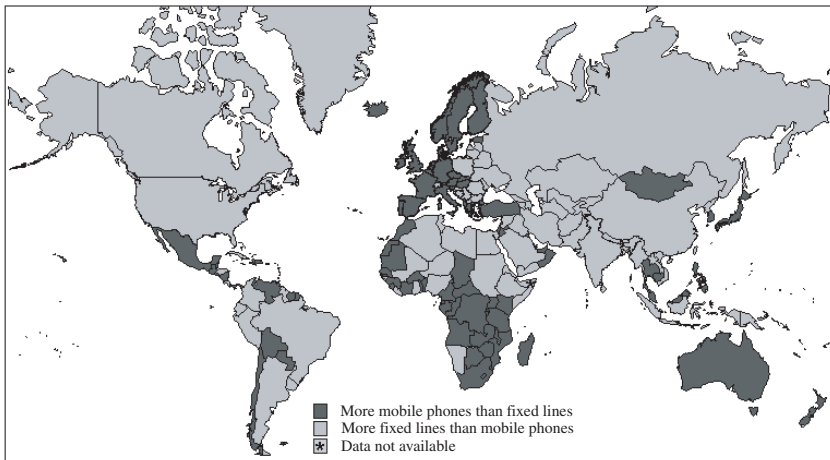 More mobile phones than fixed lines
More fixed lines than mobile phones
* Data not available